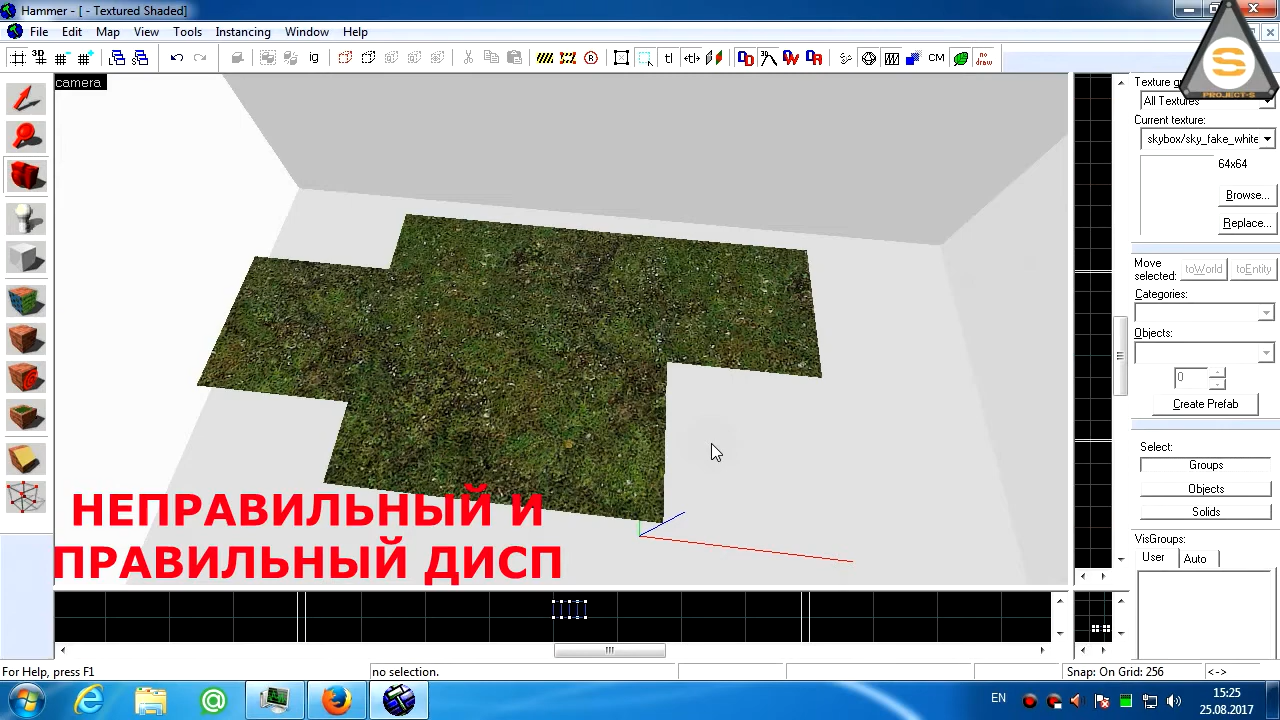 Hammer - [ - Textured Shaded]
File Edit Map View Tools Instancing Window Help
camera
PROJECT-S
All Textures
Current texture:
skybox/sky_fake_white
64x64
Browse...
Replace...
Move selected:
toWorld toEntity
Categories:
Objects:
0
Create Prefab
Select:
Groups
Objects
Solids
VisGroups:
User Auto
НЕПРАВИЛЬНЫЙ И
ПРАВИЛЬНЫЙ ДИСП
For Help, press F1
no selection.
Snap: On Grid: 256
<->
EN
15:25
25.08.2017